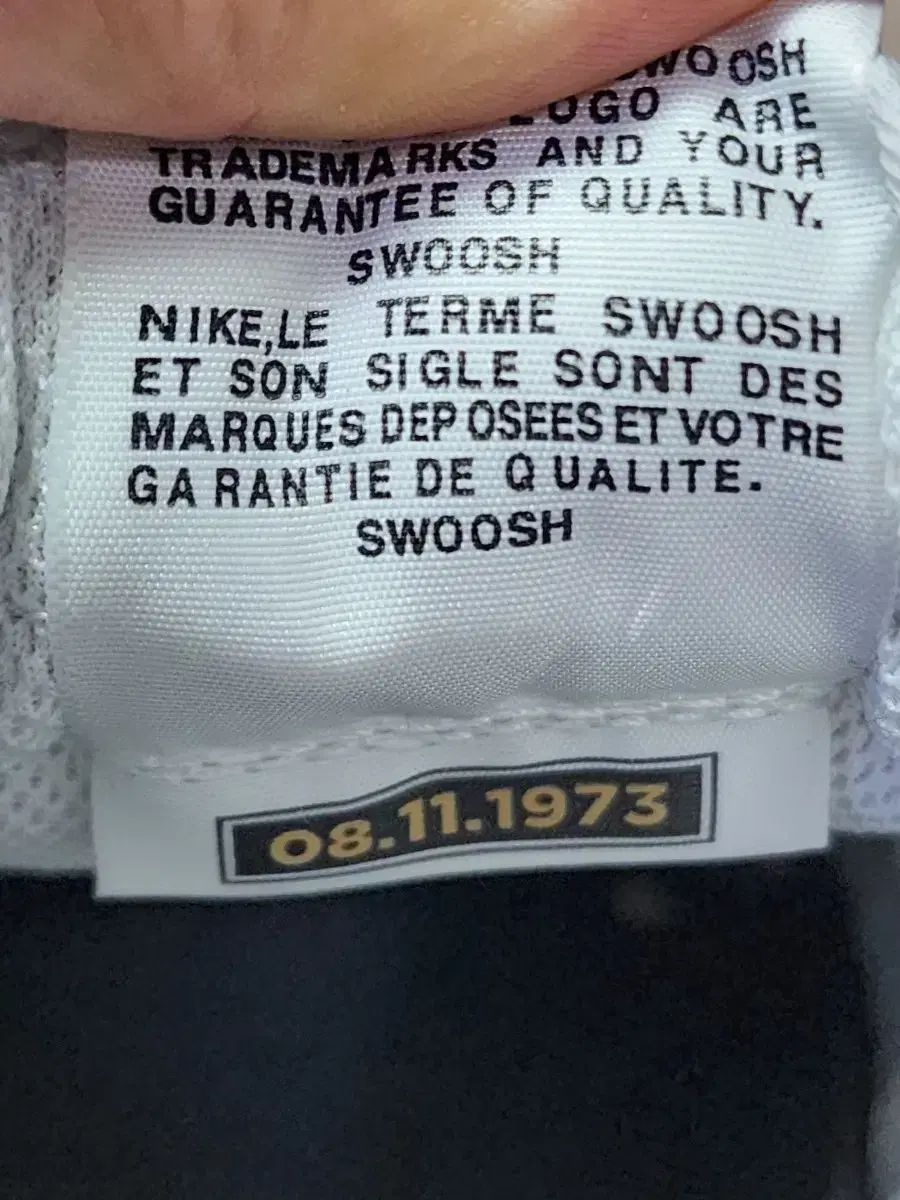 SWOOSH
LOGO ARE
TRADEMARKS AND YOUR
GUARANTEE OF QUALITY.
SWOOSH
NIKE,LE TERME SWOOSH
ET SON SIGLE SONT DES
MARQUES DEPOSEES ET VOTRE
GARANTIE DE QUALITE.
SWOOSH
08.11.1973